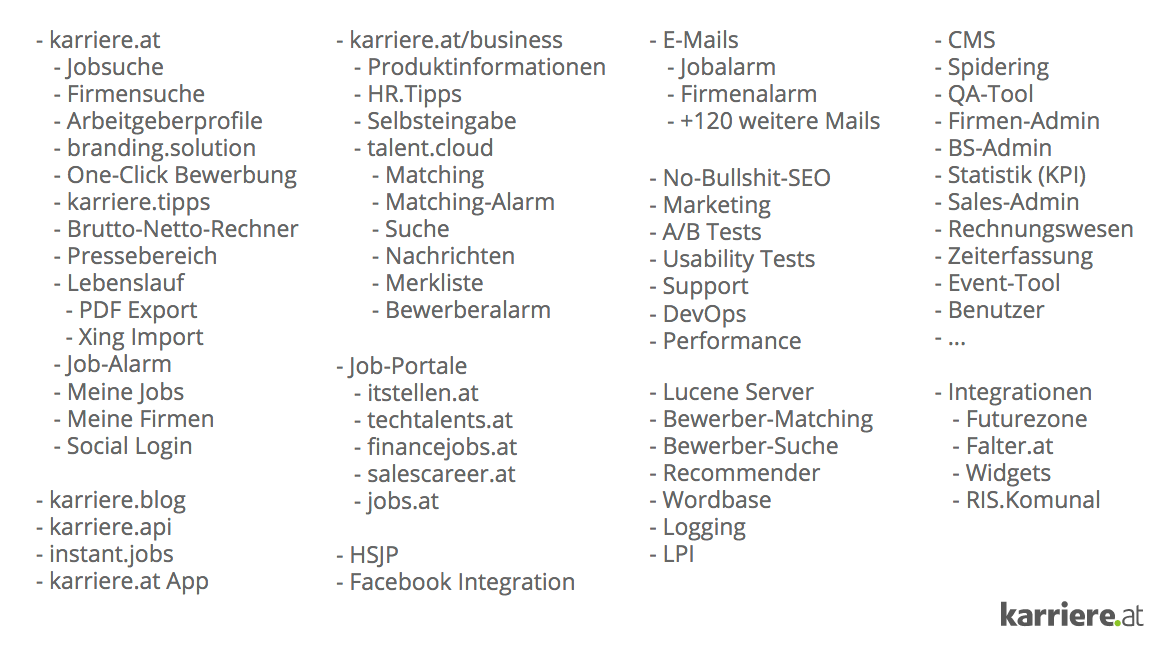 - karriere.at
- Jobsuche
- Firmensuche
- Arbeitgeberprofile
- branding.solution
- One-Click Bewerbung
- karriere.tipps
- Brutto-Netto-Rechner
- Pressebereich
- Lebenslauf
- PDF Export
- Xing Import
- Job-Alarm
- Meine Jobs
- Meine Firmen
- Social Login
- karriere.blog
- karriere.api
- instant.jobs
- karriere.at App
- karriere.at/business
- Produktinformationen
- HR.Tipps
- Selbsteingabe
- talent.cloud
- Matching
- Matching-Alarm
- Suche
- Nachrichten
- Merkliste
- Bewerberalarm
- Job-Portale
- itstellen.at
- techtalents.at
- financejobs.at
- salescareer.at
- jobs.at
- HSJP
- Facebook Integration
- E-Mails
- Jobalarm
- Firmenalarm
- +120 weitere Mails
- No-Bullshit-SEO
- Marketing
- A/B Tests
- Usability Tests
- Support
- DevOps
- Performance
- Lucene Server
- Bewerber-Matching
- Bewerber-Suche
- Recommender
- Wordbase
- Logging
- LPI
- CMS
- Spidering
- QA-Tool
- Firmen-Admin
- BS-Admin
- Statistik (KPI)
- Sales-Admin
- Rechnungswesen
- Zeiterfassung
- Event-Tool
- Benutzer
- ...
- Integrationen
- Futurezone
- Falter.at
- Widgets
- RIS.Komunal
karriere.at